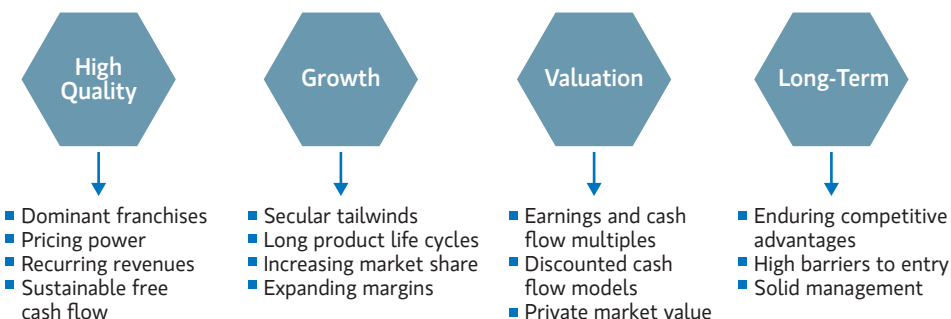 High
Quality
Growth
Valuation
Long-Term
Dominant franchises
Pricing power
Recurring revenues
Sustainable free
cash flow
Secular tailwinds
Long product life cycles
Increasing market share
Expanding margins
Earnings and cash
flow multiples
Discounted cash
flow models
Private market value
Enduring competitive
advantages
High barriers to entry
Solid management